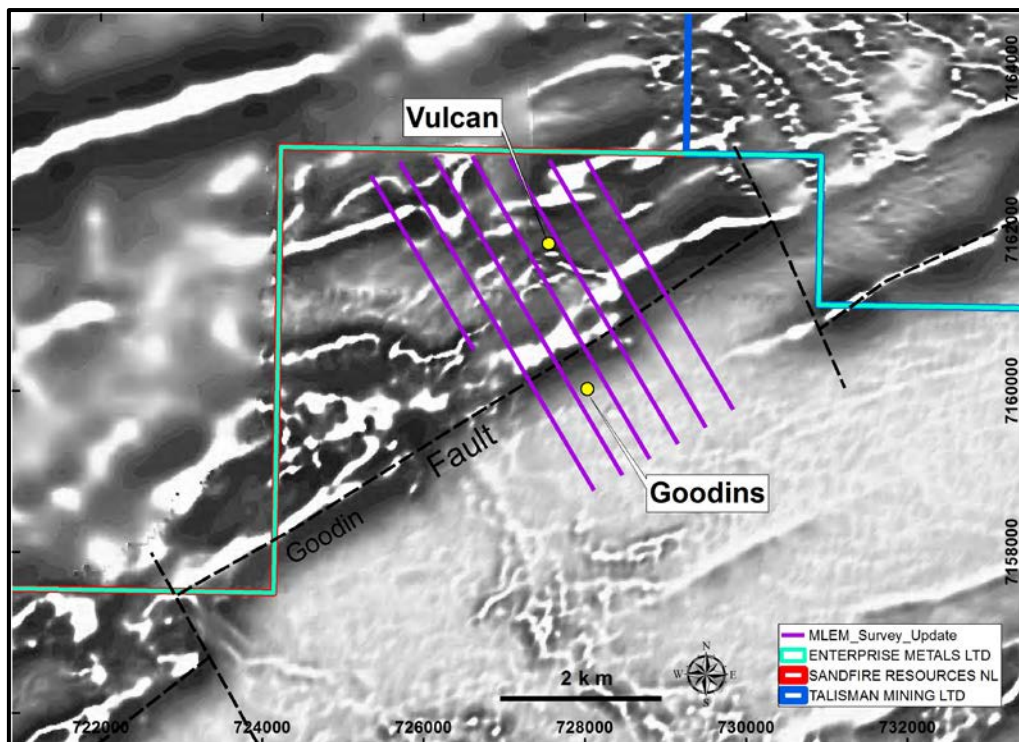 Vulcan
Goodins
Goodin Fault
7164000
7162000
7160000
7158000
722000
724000
726000
728000
730000
732000
2 km
N
W E
S
MLEM_Survey_Update
ENTERPRISE METALS LTD
SANDFIRE RESOURCES NL
TALISMAN MINING LTD